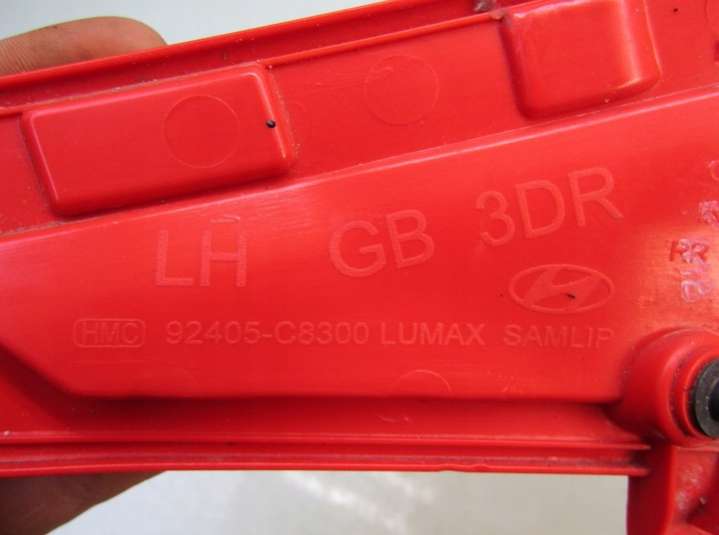 LH GB 3DR
HMC 92405-C8300 LUMAX SAMLIP